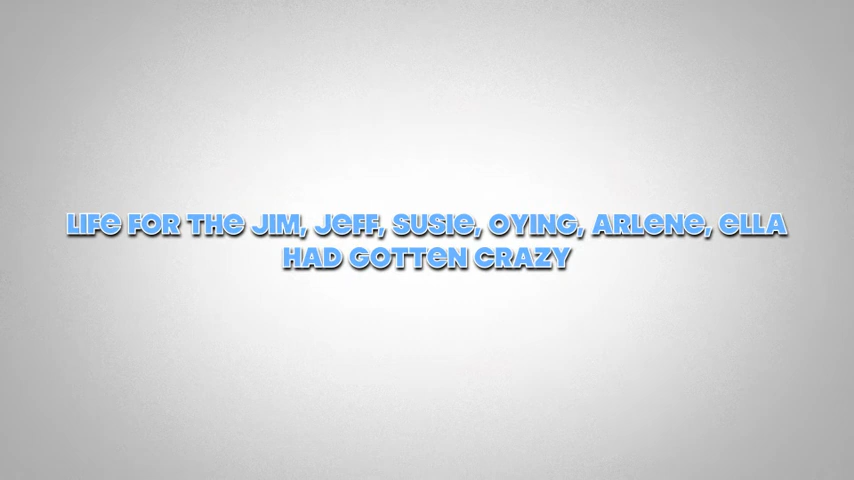 LIFe FOR THe JIM, JeFF, SUSIe, OYING, ARLeNe, eLLA
HAD GOTTeN CRAZY